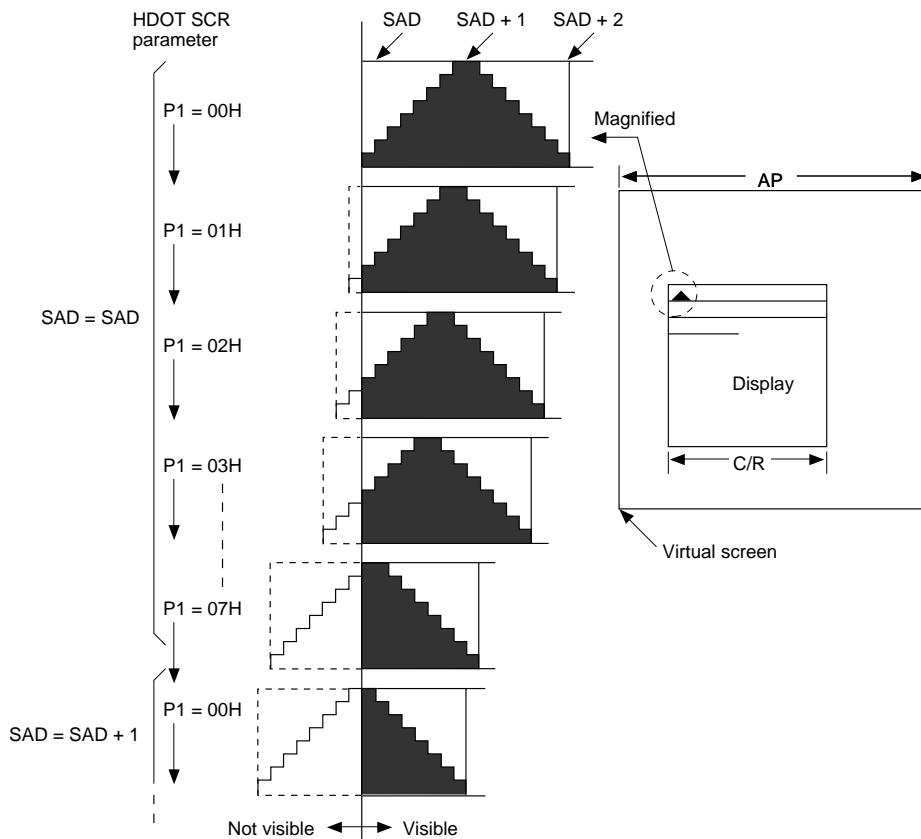 HDOT SCR
parameter
SAD
SAD + 1
SAD + 2
P1 = 00H
Magnified
AP
P1 = 01H
SAD = SAD
P1 = 02H
Display
P1 = 03H
C/R
Virtual screen
P1 = 07H
P1 = 00H
SAD = SAD + 1
Not visible
Visible